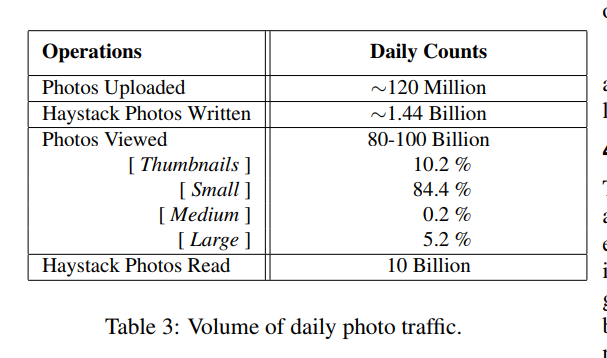 Operations Daily Counts
Photos Uploaded ∼120 Million
Haystack Photos Written ∼1.44 Billion
Photos Viewed 80-100 Billion
[ Thumbnails ] 10.2 %
[ Small ] 84.4 %
[ Medium ] 0.2 %
[ Large ] 5.2 %
Haystack Photos Read 10 Billion
Table 3: Volume of daily photo traffic.